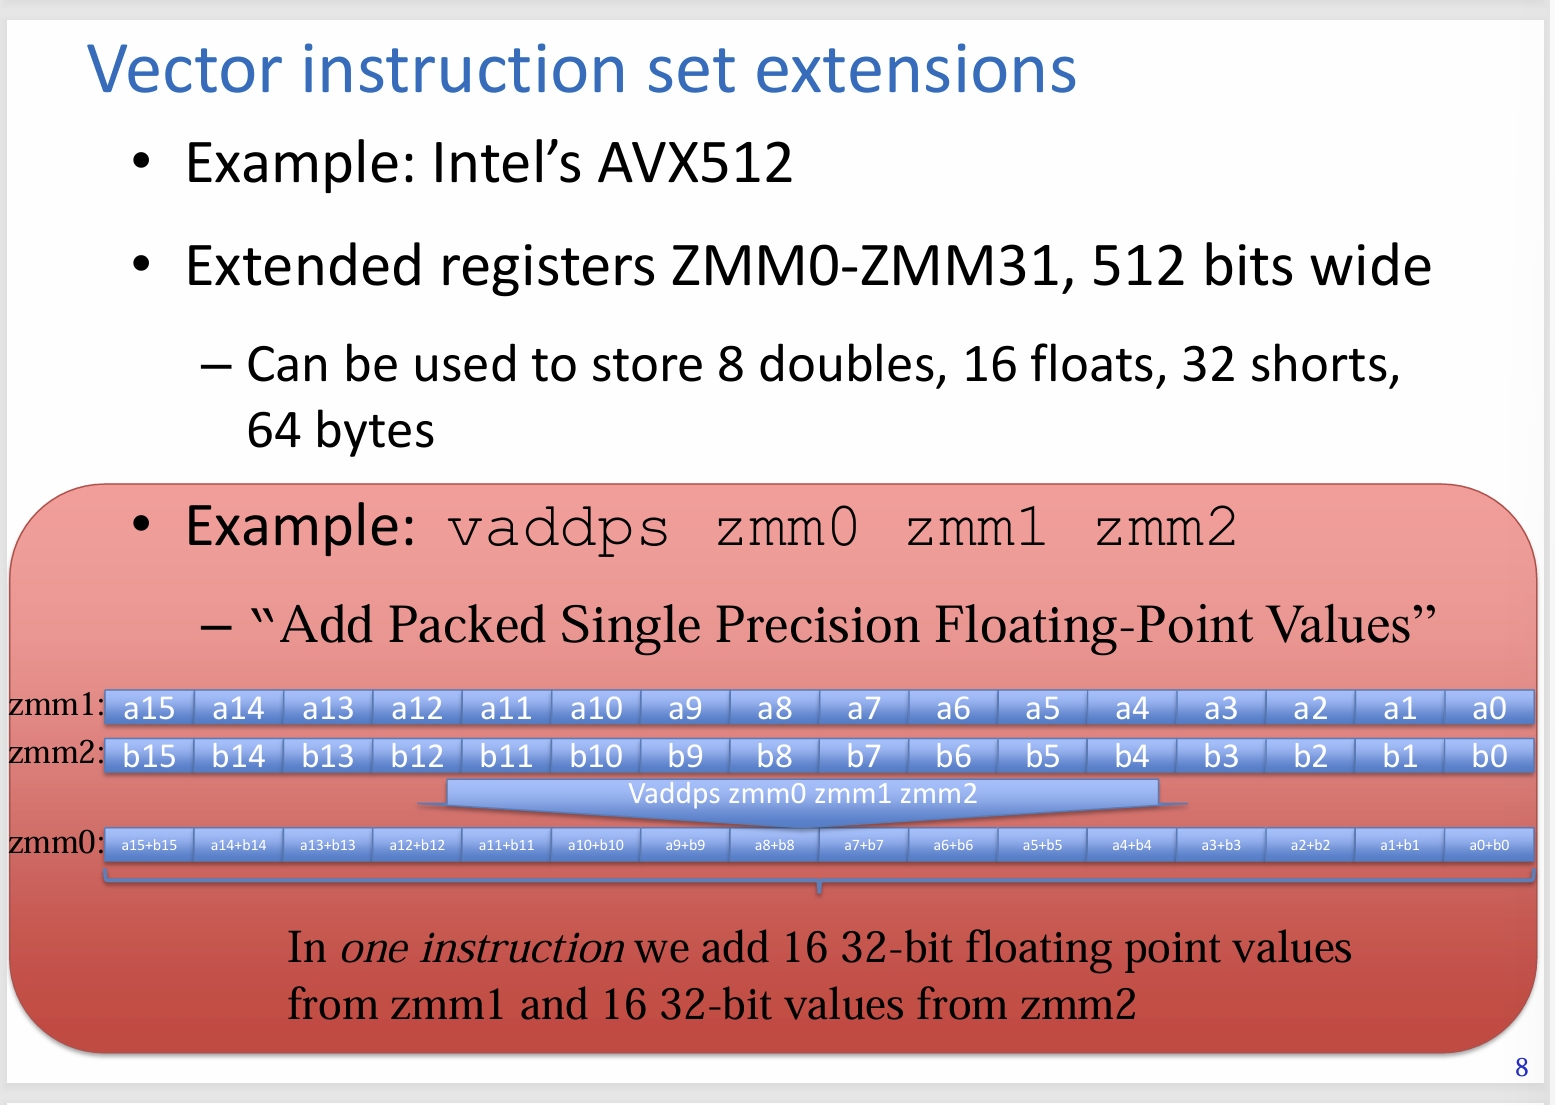 Vector instruction set extensions
• Example: Intel’s AVX512
• Extended registers ZMM0-ZMM31, 512 bits wide
– Can be used to store 8 doubles, 16 floats, 32 shorts,
64 bytes
• Example: vaddps zmm0 zmm1 zmm2
– “Add Packed Single Precision Floating-Point Values”
zmm1: a15 a14 a13 a12 a11 a10 a9 a8 a7 a6 a5 a4 a3 a2 a1 a0
zmm2: b15 b14 b13 b12 b11 b10 b9 b8 b7 b6 b5 b4 b3 b2 b1 b0
Vaddps zmm0 zmm1 zmm2
zmm0: a15+b15 a14+b14 a13+b13 a12+b12 a11+b11 a10+b10 a9+b9 a8+b8 a7+b7 a6+b6 a5+b5 a4+b4 a3+b3 a2+b2 a1+b1 a0+b0
In one instruction we add 16 32-bit floating point values
from zmm1 and 16 32-bit values from zmm2
8